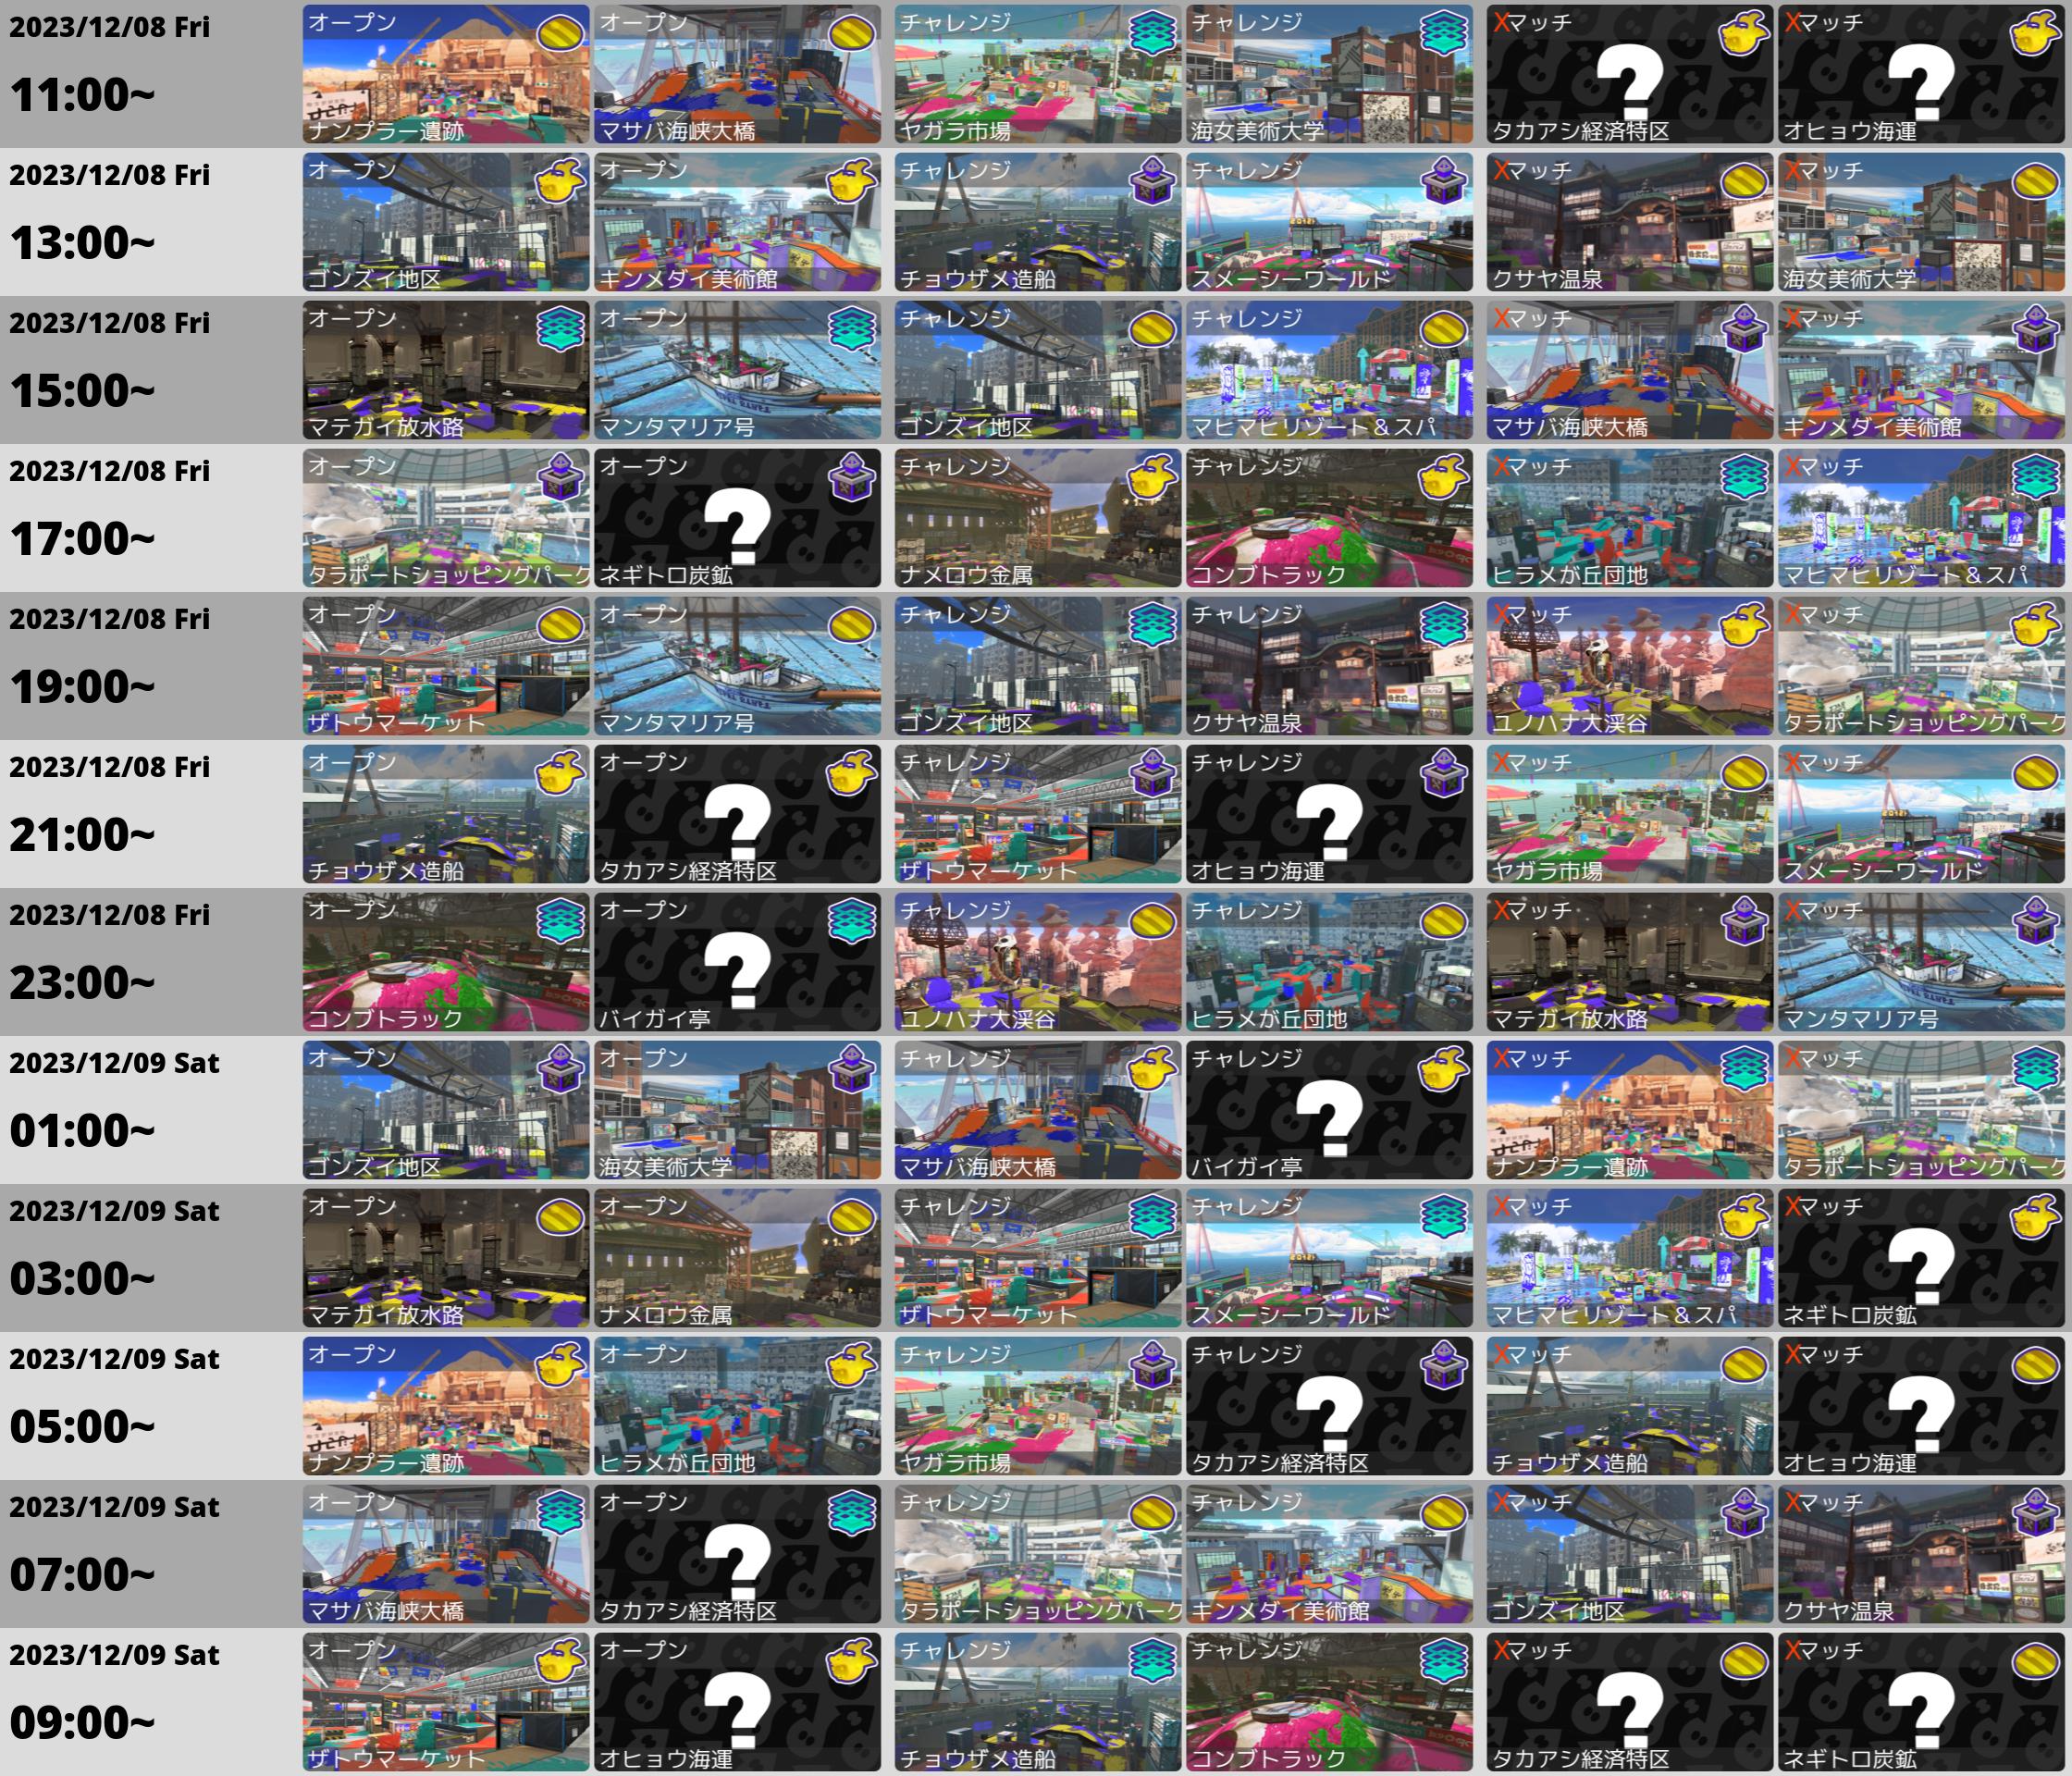 2023/12/08 Fri
11:00~
オープン オープン チャレンジ チャレンジ Xマッチ Xマッチ
ナンプラー遺跡 マサバ海峡大橋 ヤガラ市場 海女美術大学 タカアシ経済特区 オヒョウ海運
2023/12/08 Fri
13:00~
オープン オープン チャレンジ チャレンジ Xマッチ Xマッチ
ゴンズイ地区 キンメダイ美術館 チョウザメ造船 スメーシーワールド クサヤ温泉 海女美術大学
2023/12/08 Fri
15:00~
オープン オープン チャレンジ チャレンジ Xマッチ Xマッチ
マテガイ放水路 マンタマリア号 ゴンズイ地区 マヒマヒリゾート&スパ マサバ海峡大橋 キンメダイ美術館
2023/12/08 Fri
17:00~
オープン オープン チャレンジ チャレンジ Xマッチ Xマッチ
タラポートショッピングパーク ネギトロ炭鉱 ナメロウ金属 コンブトラック ヒラメが丘団地 マヒマヒリゾート&スパ
2023/12/08 Fri
19:00~
オープン オープン チャレンジ チャレンジ Xマッチ Xマッチ
ザトウマーケット マンタマリア号 ゴンズイ地区 クサヤ温泉 ユノハナ大渓谷 タラポートショッピングパーク
2023/12/08 Fri
21:00~
オープン オープン チャレンジ チャレンジ Xマッチ Xマッチ
チョウザメ造船 タカアシ経済特区 ザトウマーケット オヒョウ海運 ヤガラ市場 スメーシーワールド
2023/12/08 Fri
23:00~
オープン オープン チャレンジ チャレンジ Xマッチ Xマッチ
コンブトラック バイガイ亭 ユノハナ大渓谷 ヒラメが丘団地 マテガイ放水路 マンタマリア号
2023/12/09 Sat
01:00~
オープン オープン チャレンジ チャレンジ Xマッチ Xマッチ
ゴンズイ地区 海女美術大学 マサバ海峡大橋 バイガイ亭 ナンプラー遺跡 タラポートショッピングパーク
2023/12/09 Sat
03:00~
オープン オープン チャレンジ チャレンジ Xマッチ Xマッチ
マテガイ放水路 ナメロウ金属 ザトウマーケット スメーシーワールド マヒマヒリゾート&スパ ネギトロ炭鉱
2023/12/09 Sat
05:00~
オープン オープン チャレンジ チャレンジ Xマッチ Xマッチ
ナンプラー遺跡 ヒラメが丘団地 ヤガラ市場 タカアシ経済特区 チョウザメ造船 オヒョウ海運
2023/12/09 Sat
07:00~
オープン オープン チャレンジ チャレンジ Xマッチ Xマッチ
マサバ海峡大橋 タカアシ経済特区 タラポートショッピングパーク キンメダイ美術館 ゴンズイ地区 クサヤ温泉
2023/12/09 Sat
09:00~
オープン オープン チャレンジ チャレンジ Xマッチ Xマッチ
ザトウマーケット オヒョウ海運 チョウザメ造船 コンブトラック タカアシ経済特区 ネギトロ炭鉱